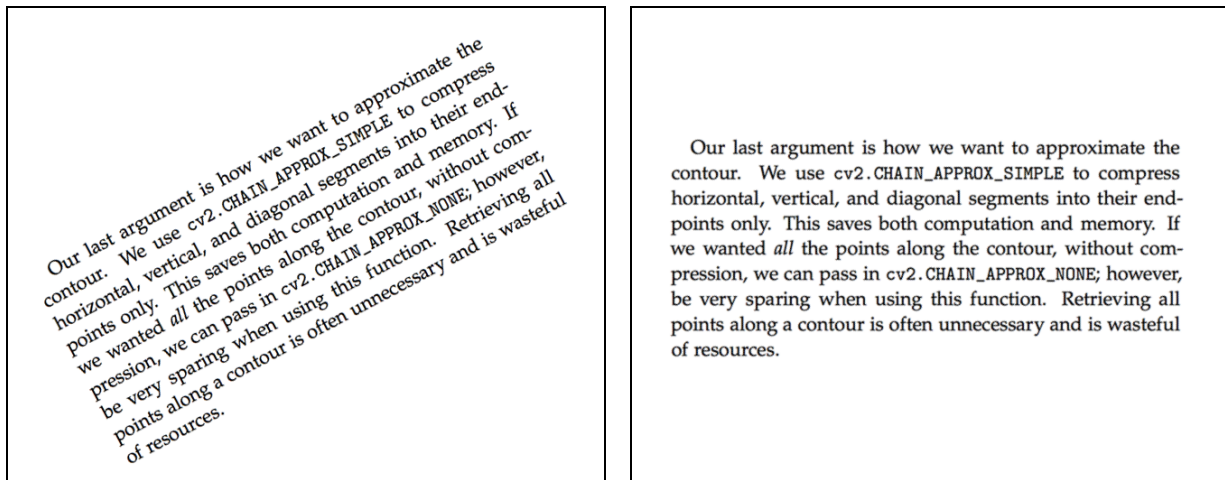 Our last argument is how we want to approximate the
contour. We use cv2.CHAIN_APPROX_SIMPLE to compress
horizontal, vertical, and diagonal segments into their end-
points only. This saves both computation and memory. If
we wanted all the points along the contour, without com-
pression, we can pass in cv2.CHAIN_APPROX_NONE; however,
be very sparing when using this function. Retrieving all
points along a contour is often unnecessary and is wasteful
of resources.
Our last argument is how we want to approximate the
contour. We use cv2.CHAIN_APPROX_SIMPLE to compress
horizontal, vertical, and diagonal segments into their end-
points only. This saves both computation and memory. If
we wanted all the points along the contour, without com-
pression, we can pass in cv2.CHAIN_APPROX_NONE; however,
be very sparing when using this function. Retrieving all
points along a contour is often unnecessary and is wasteful
of resources.